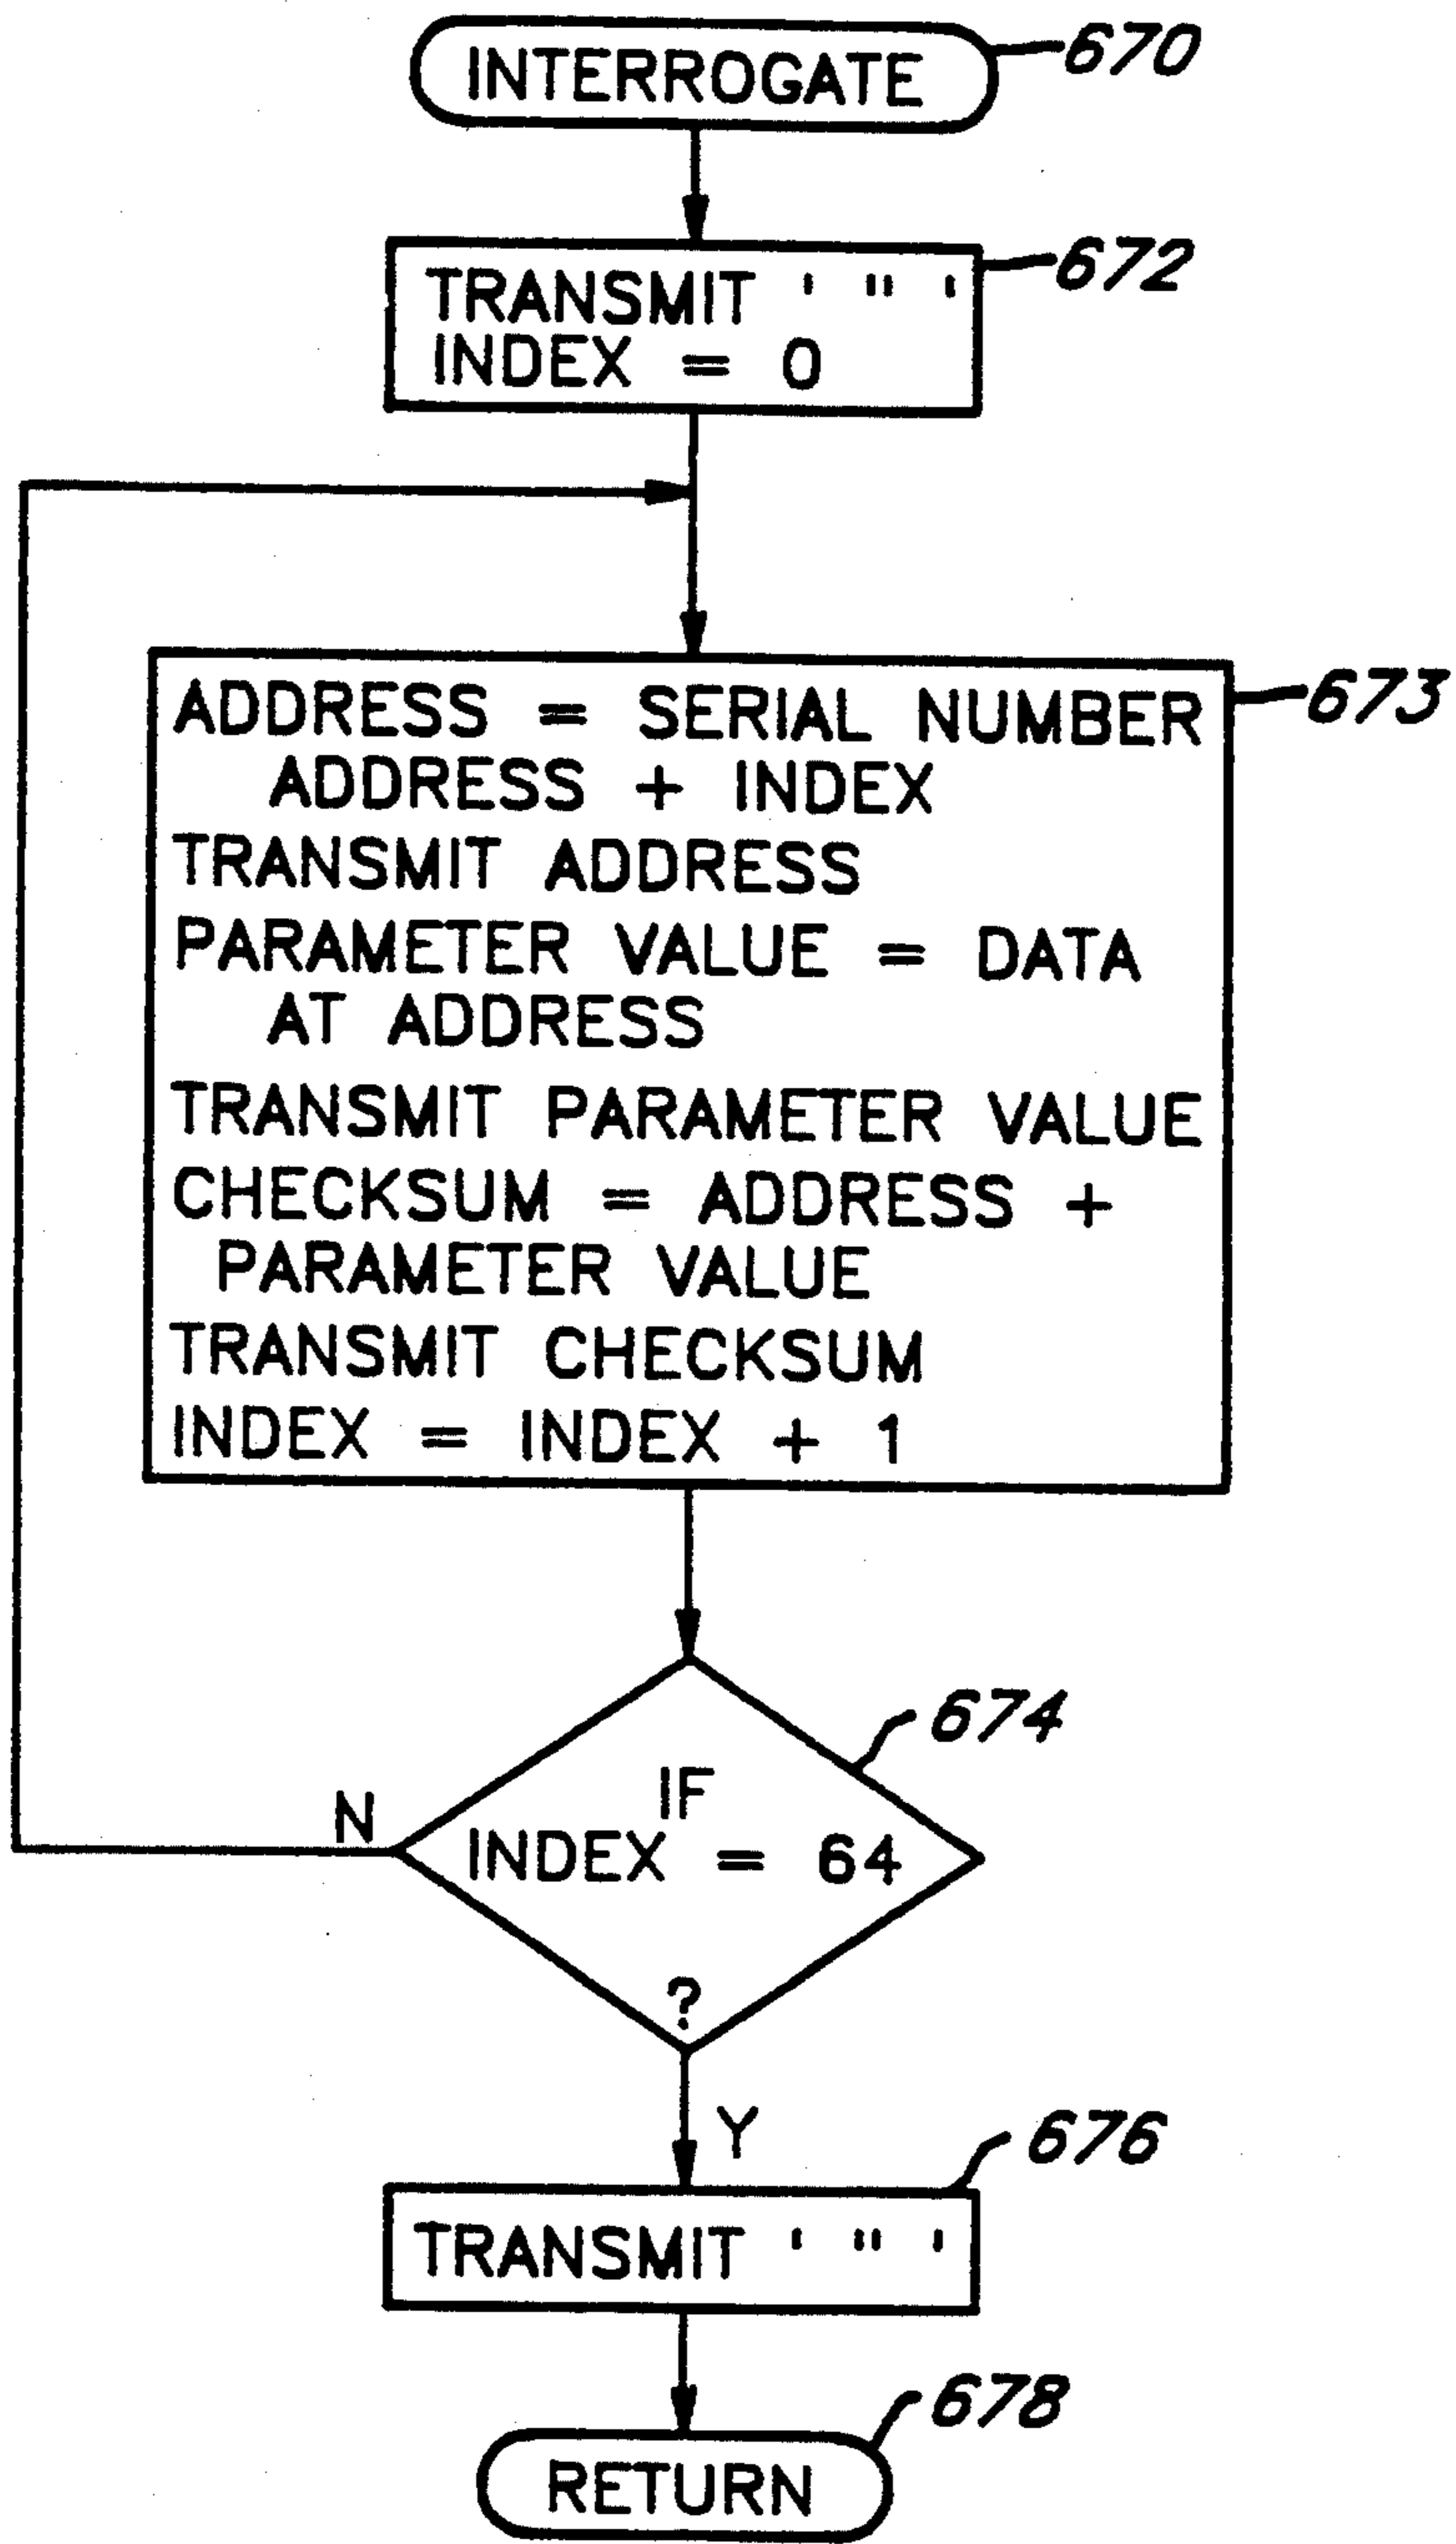 INTERROGATE
670
TRANSMIT ' " '
672
INDEX = 0
ADDRESS = SERIAL NUMBER
673
ADDRESS + INDEX
TRANSMIT ADDRESS
PARAMETER VALUE = DATA
AT ADDRESS
TRANSMIT PARAMETER VALUE
CHECKSUM = ADDRESS +
PARAMETER VALUE
TRANSMIT CHECKSUM
INDEX = INDEX + 1
674
IF
N
INDEX = 64
?
Y
676
TRANSMIT ' " '
678
RETURN